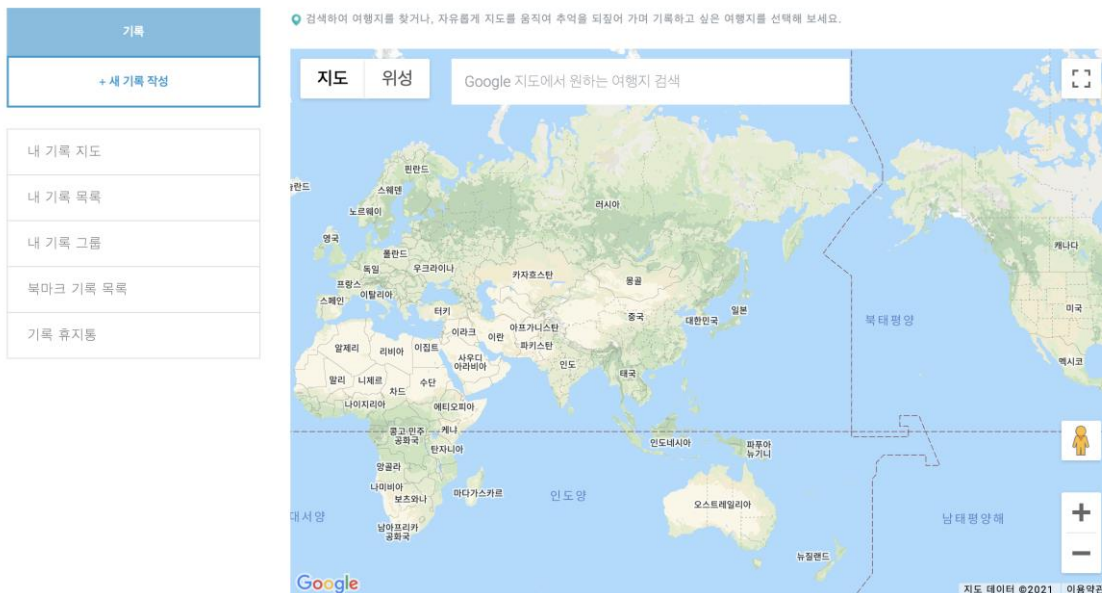 기록
+ 새 기록 작성
내 기록 지도
내 기록 목록
내 기록 그룹
북마크 기록 목록
기록 휴지통
검색하여 여행지를 찾거나, 자유롭게 지도를 움직여 추억을 되짚어 가며 기록하고 싶은 여행지를 선택해 보세요.
지도
위성
Google 지도에서 원하는 여행지 검색
핀란드
스웨덴
노르웨이
러시아
영국
폴란드
독일
우크라이나
프랑스
이탈리아
스페인
카자흐스탄
몽골
캐나다
미국
터키
중국
대한민국
일본
북태평양
이라크
이란
아프가니스탄
파키스탄
알제리
리비아
이집트
사우디
아라비아
인도
태국
멕시코
말리
니제르
차드
수단
나이지리아
에티오피아
콩고 민주
공화국
케냐
탄자니아
인도네시아
파푸아
뉴기니
앙골라
나미비아
보츠와나
마다가스카르
인도양
오스트레일리아
대서양
남아프리카
공화국
남태평양해
뉴질랜드
Google
지도 데이터 ©2021
이용약관